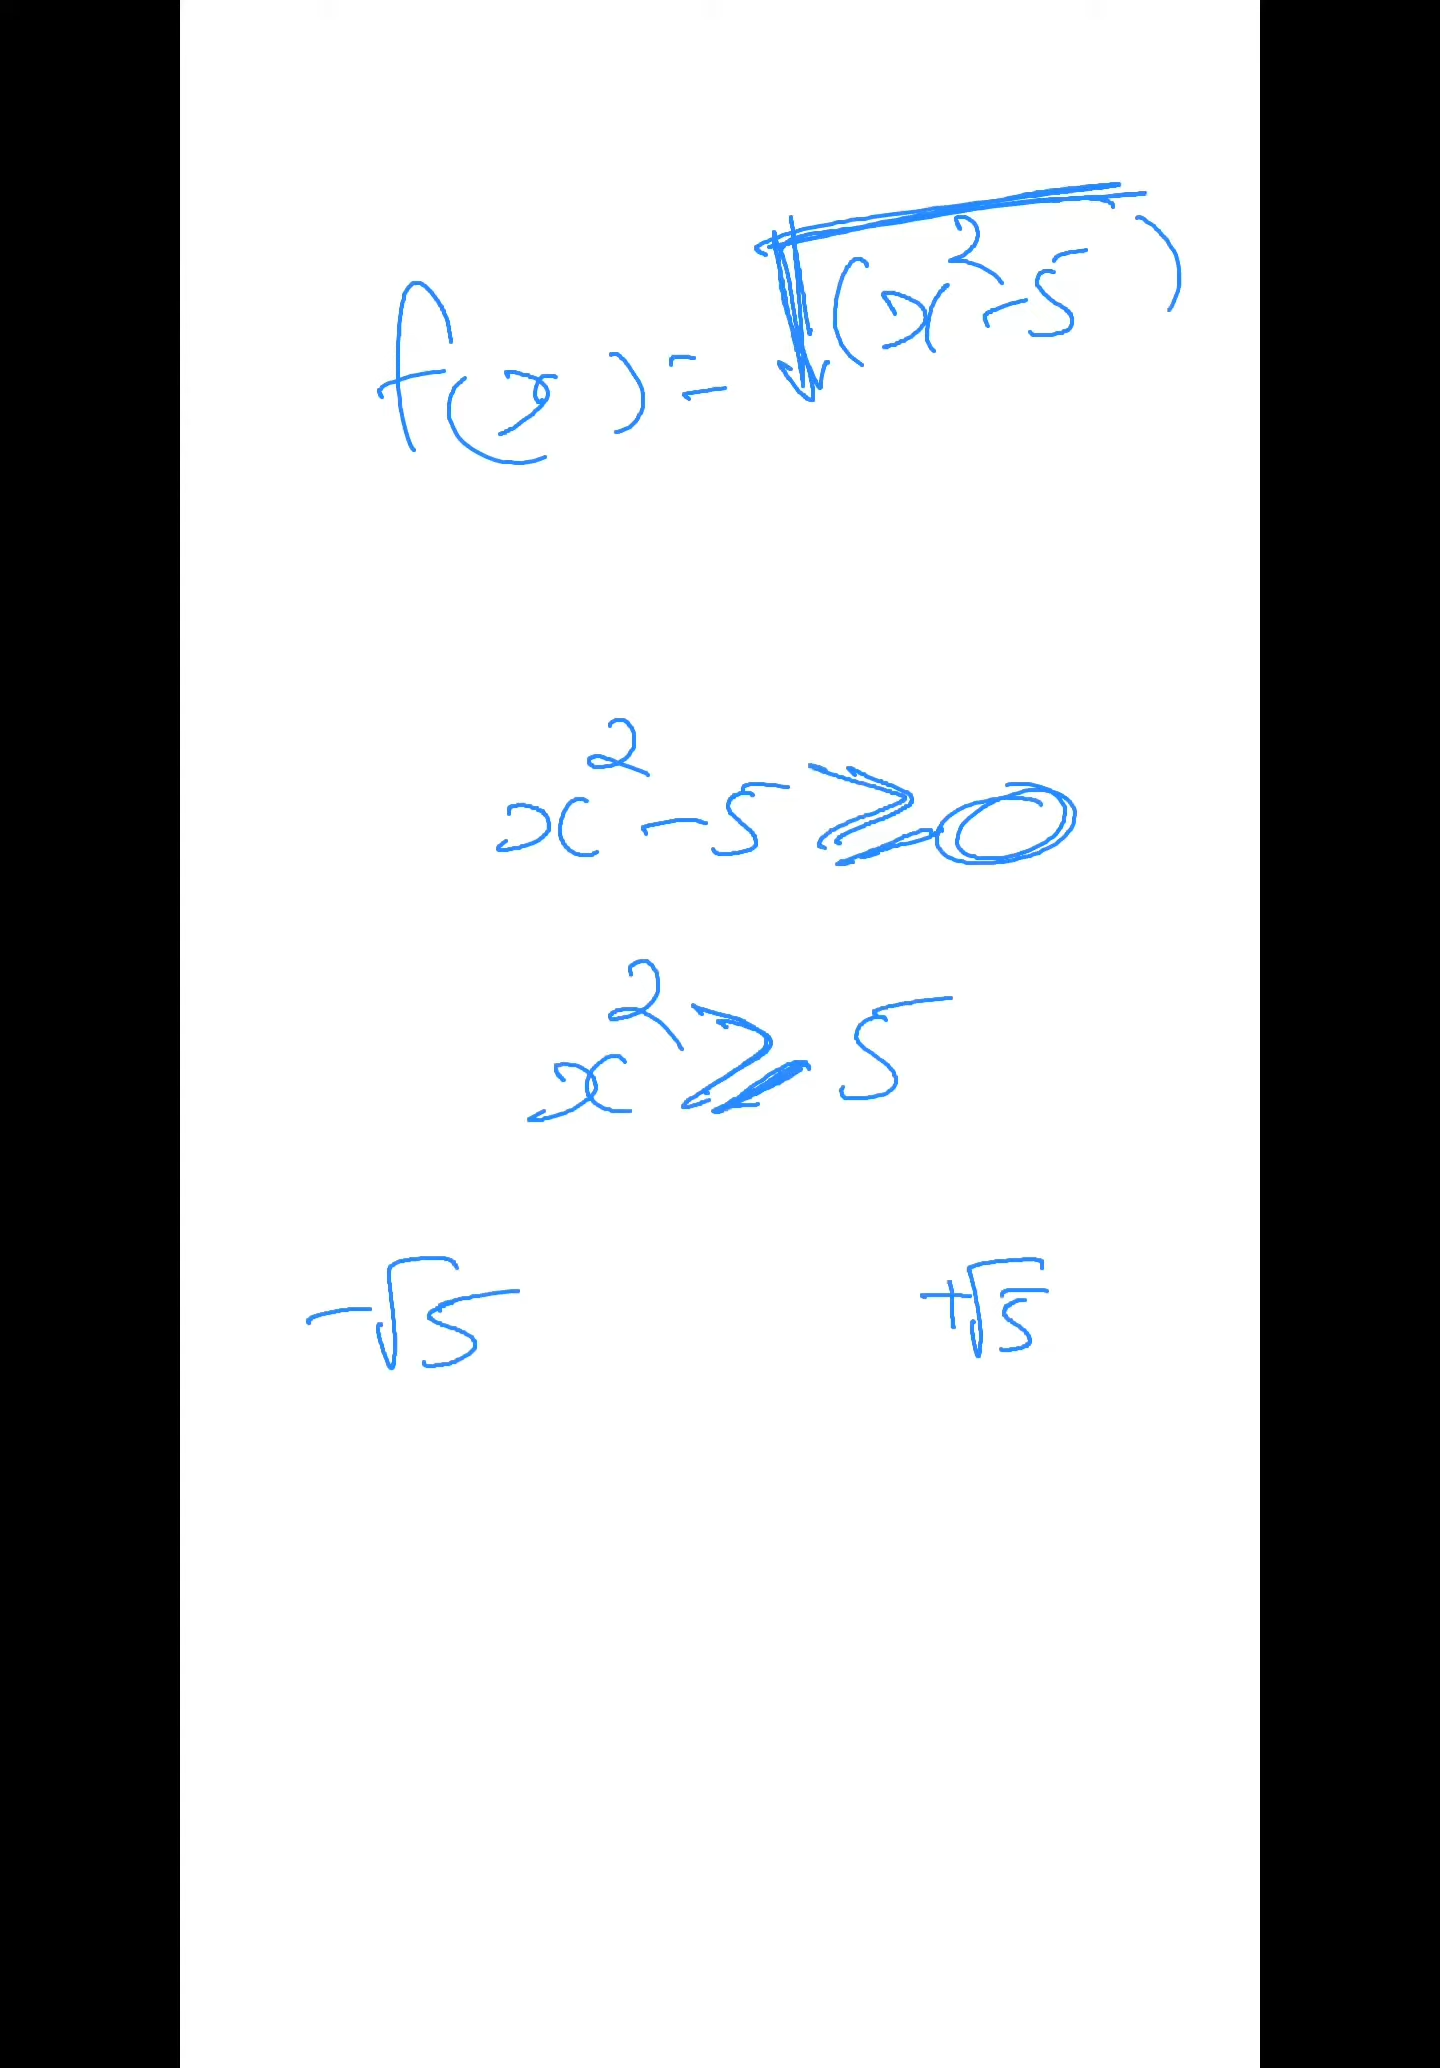 f(x) = √(x² - 5)
x² - 5 ⩾ 0
x² ⩾ 5
-√5 +√5